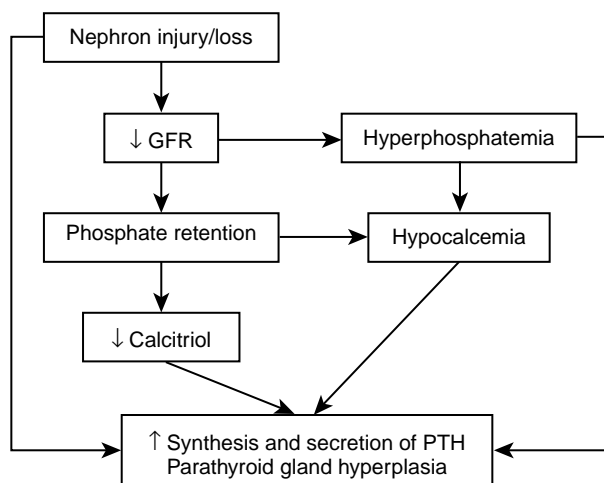 Nephron injury/loss
↓ GFR
Hyperphosphatemia
Phosphate retention
Hypocalcemia
↓ Calcitriol
↑ Synthesis and secretion of PTH
Parathyroid gland hyperplasia